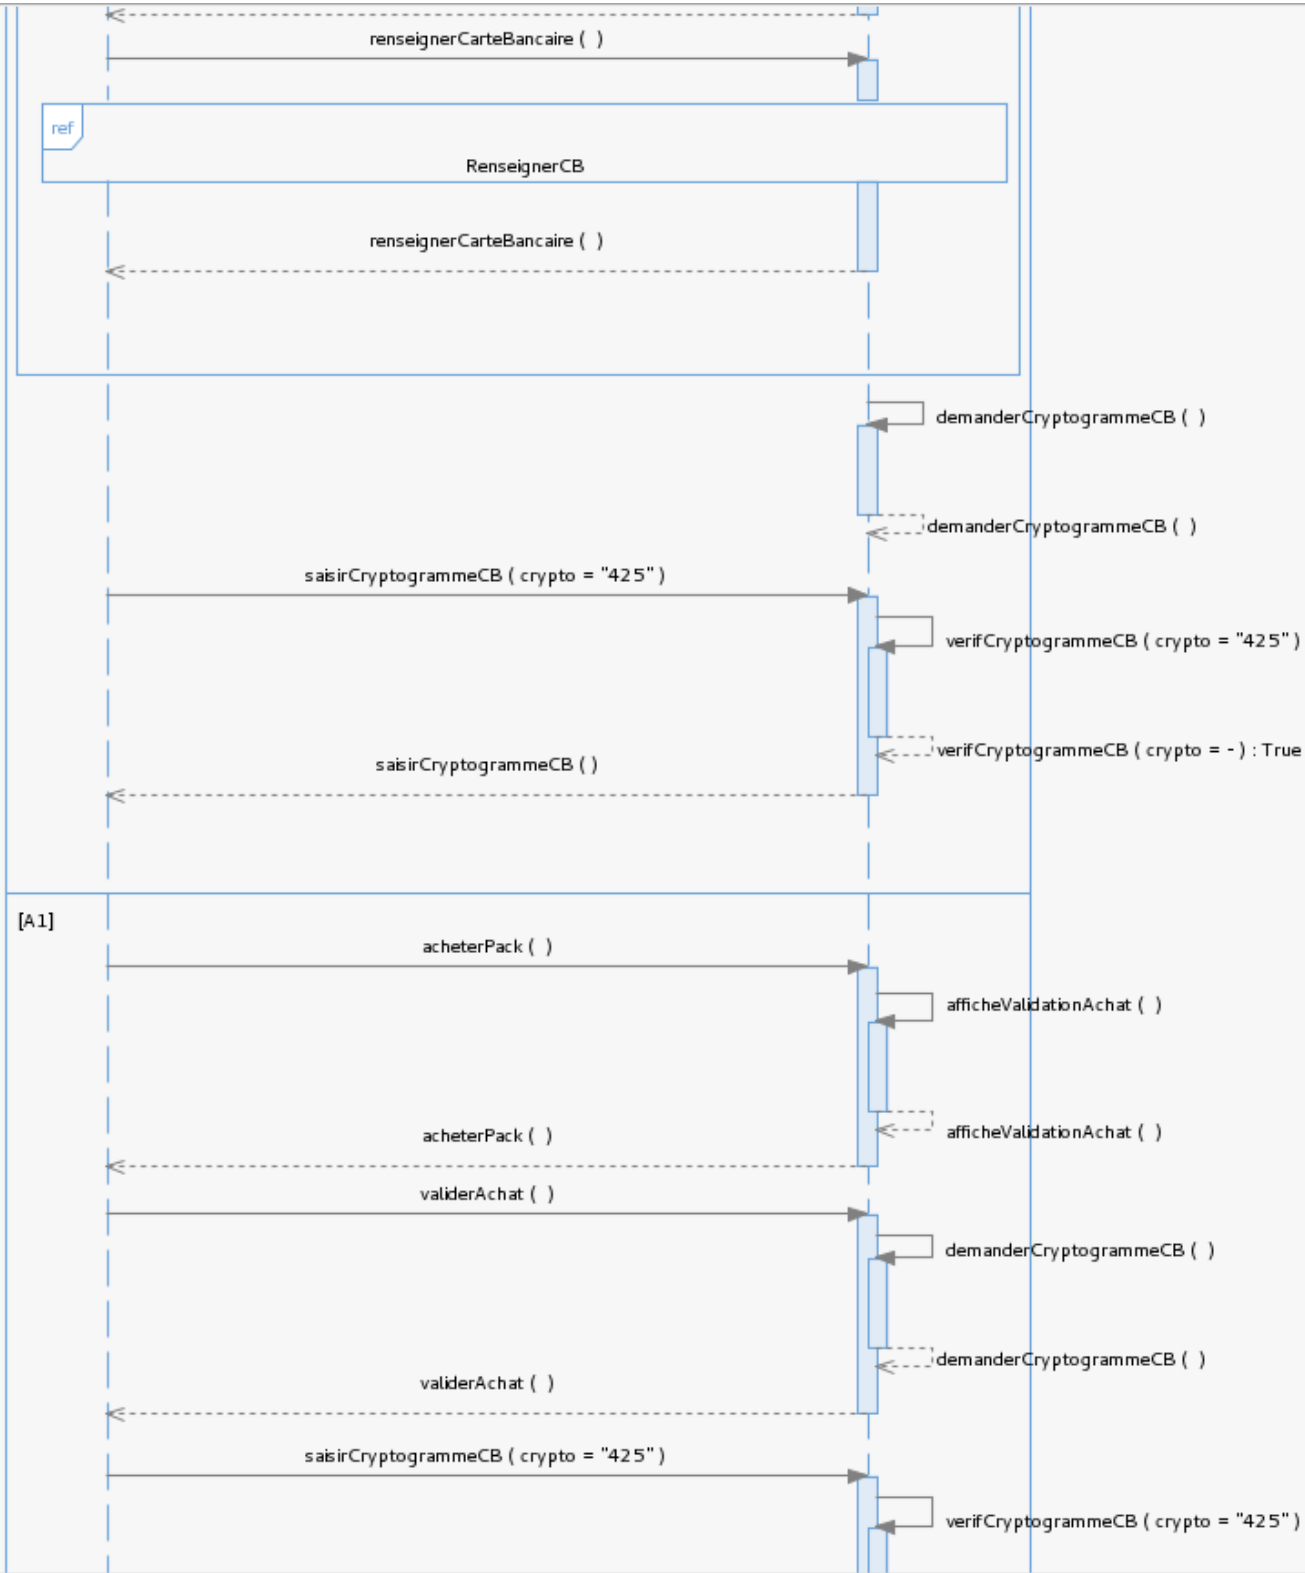 renseignerCarteBancaire ( )
ref
RenseignerCB
renseignerCarteBancaire ( )
demanderCryptogrammeCB ( )
demanderCryptogrammeCB ( )
saisirCryptogrammeCB ( crypto = "425" )
verifCryptogrammeCB ( crypto = "425" )
verifCryptogrammeCB ( crypto = - ) : True
saisirCryptogrammeCB ( )
[A1]
acheterPack ( )
afficheValidationAchat ( )
afficheValidationAchat ( )
acheterPack ( )
validerAchat ( )
demanderCryptogrammeCB ( )
demanderCryptogrammeCB ( )
validerAchat ( )
saisirCryptogrammeCB ( crypto = "425" )
verifCryptogrammeCB ( crypto = "425" )